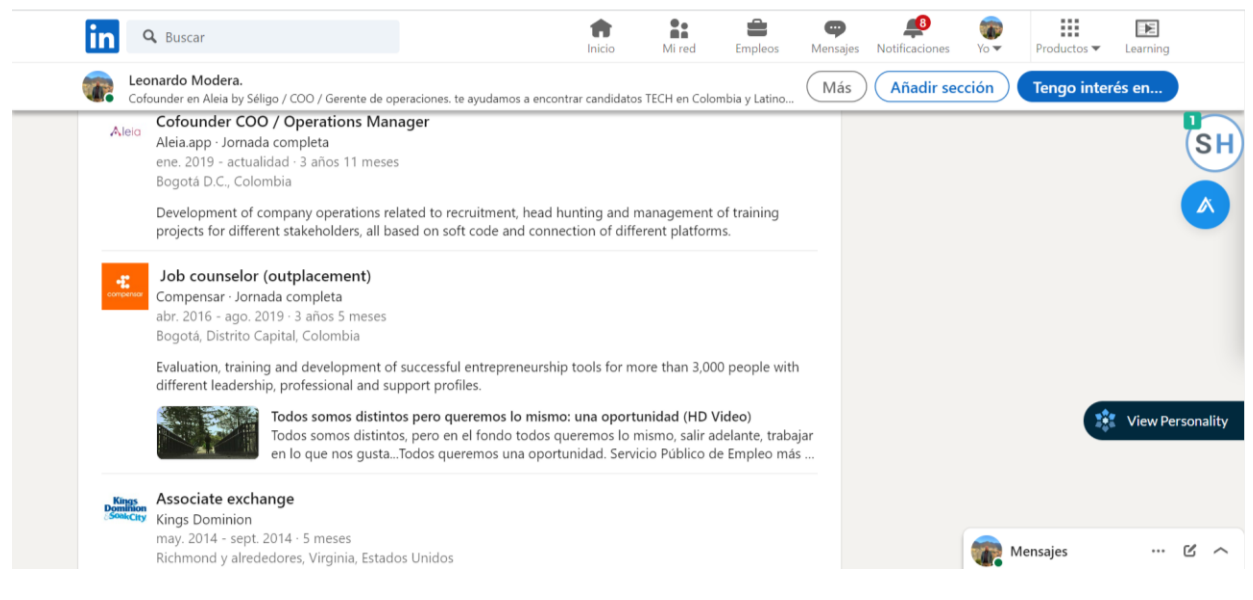 in
Buscar
Inicio
Mi red
Empleos
Mensajes
8
Notificaciones
Yo
Productos
Learning
Leonardo Modera.
Cofounder en Aleia by Séligo / COO / Gerente de operaciones. te ayudamos a encontrar candidatos TECH en Colombia y Latino...
Más
Añadir sección
Tengo interés en...
Aleia
Cofounder COO / Operations Manager
Aleia.app · Jornada completa
ene. 2019 - actualidad · 3 años 11 meses
Bogotá D.C., Colombia
Development of company operations related to recruitment, head hunting and management of training
projects for different stakeholders, all based on soft code and connection of different platforms.
1
SH
compensar
Job counselor (outplacement)
Compensar · Jornada completa
abr. 2016 - ago. 2019 · 3 años 5 meses
Bogotá, Distrito Capital, Colombia
Evaluation, training and development of successful entrepreneurship tools for more than 3,000 people with
different leadership, professional and support profiles.
Todos somos distintos pero queremos lo mismo: una oportunidad (HD Video)
Todos somos distintos, pero en el fondo todos queremos lo mismo, salir adelante, trabajar
en lo que nos gusta...Todos queremos una oportunidad. Servicio Público de Empleo más ...
View Personality
Kings
Dominion
SoakCity
Associate exchange
Kings Dominion
may. 2014 - sept. 2014 · 5 meses
Richmond y alrededores, Virginia, Estados Unidos
Mensajes